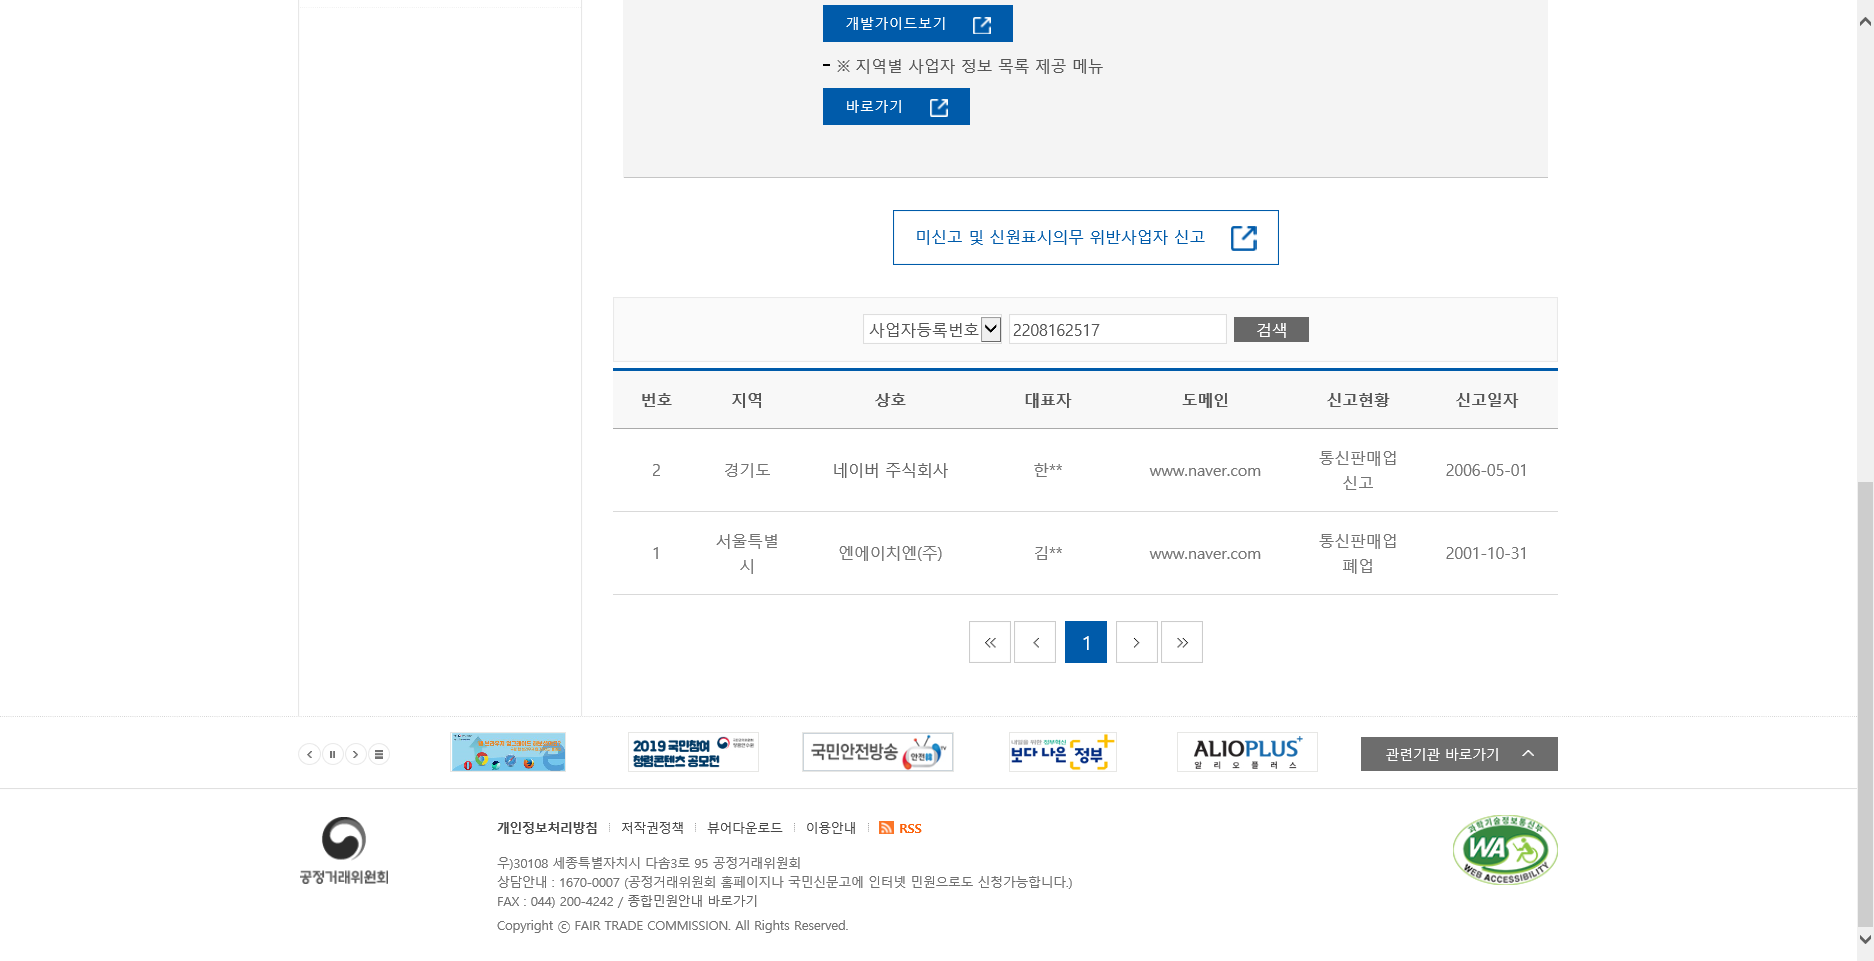 개발가이드보기
※ 지역별 사업자 정보 목록 제공 메뉴
바로가기
미신고 및 신원표시의무 위반사업자 신고
사업자등록번호 2208162517 검색
번호 지역 상호 대표자 도메인 신고현황 신고일자
2 경기도 네이버 주식회사 한** www.naver.com 통신판매업 신고 2006-05-01
1 서울특별시 엔에이치엔(주) 김** www.naver.com 통신판매업 폐업 2001-10-31
1
2019 국민참여
청렴콘텐츠 공모전
국민안전방송 안전韓TV
보다 나은 정부
ALIOPLUS+
알리오플러스
관련기관 바로가기
공정거래위원회
개인정보처리방침 저작권정책 뷰어다운로드 이용안내 RSS
우)30108 세종특별자치시 다솜3로 95 공정거래위원회
상담안내 : 1670-0007 (공정거래위원회 홈페이지나 국민신문고에 인터넷 민원으로도 신청가능합니다.)
FAX : 044) 200-4242 / 종합민원안내 바로가기
Copyright ⓒ FAIR TRADE COMMISSION. All Rights Reserved.
과학기술정보통신부
WA
WEB ACCESSIBILITY